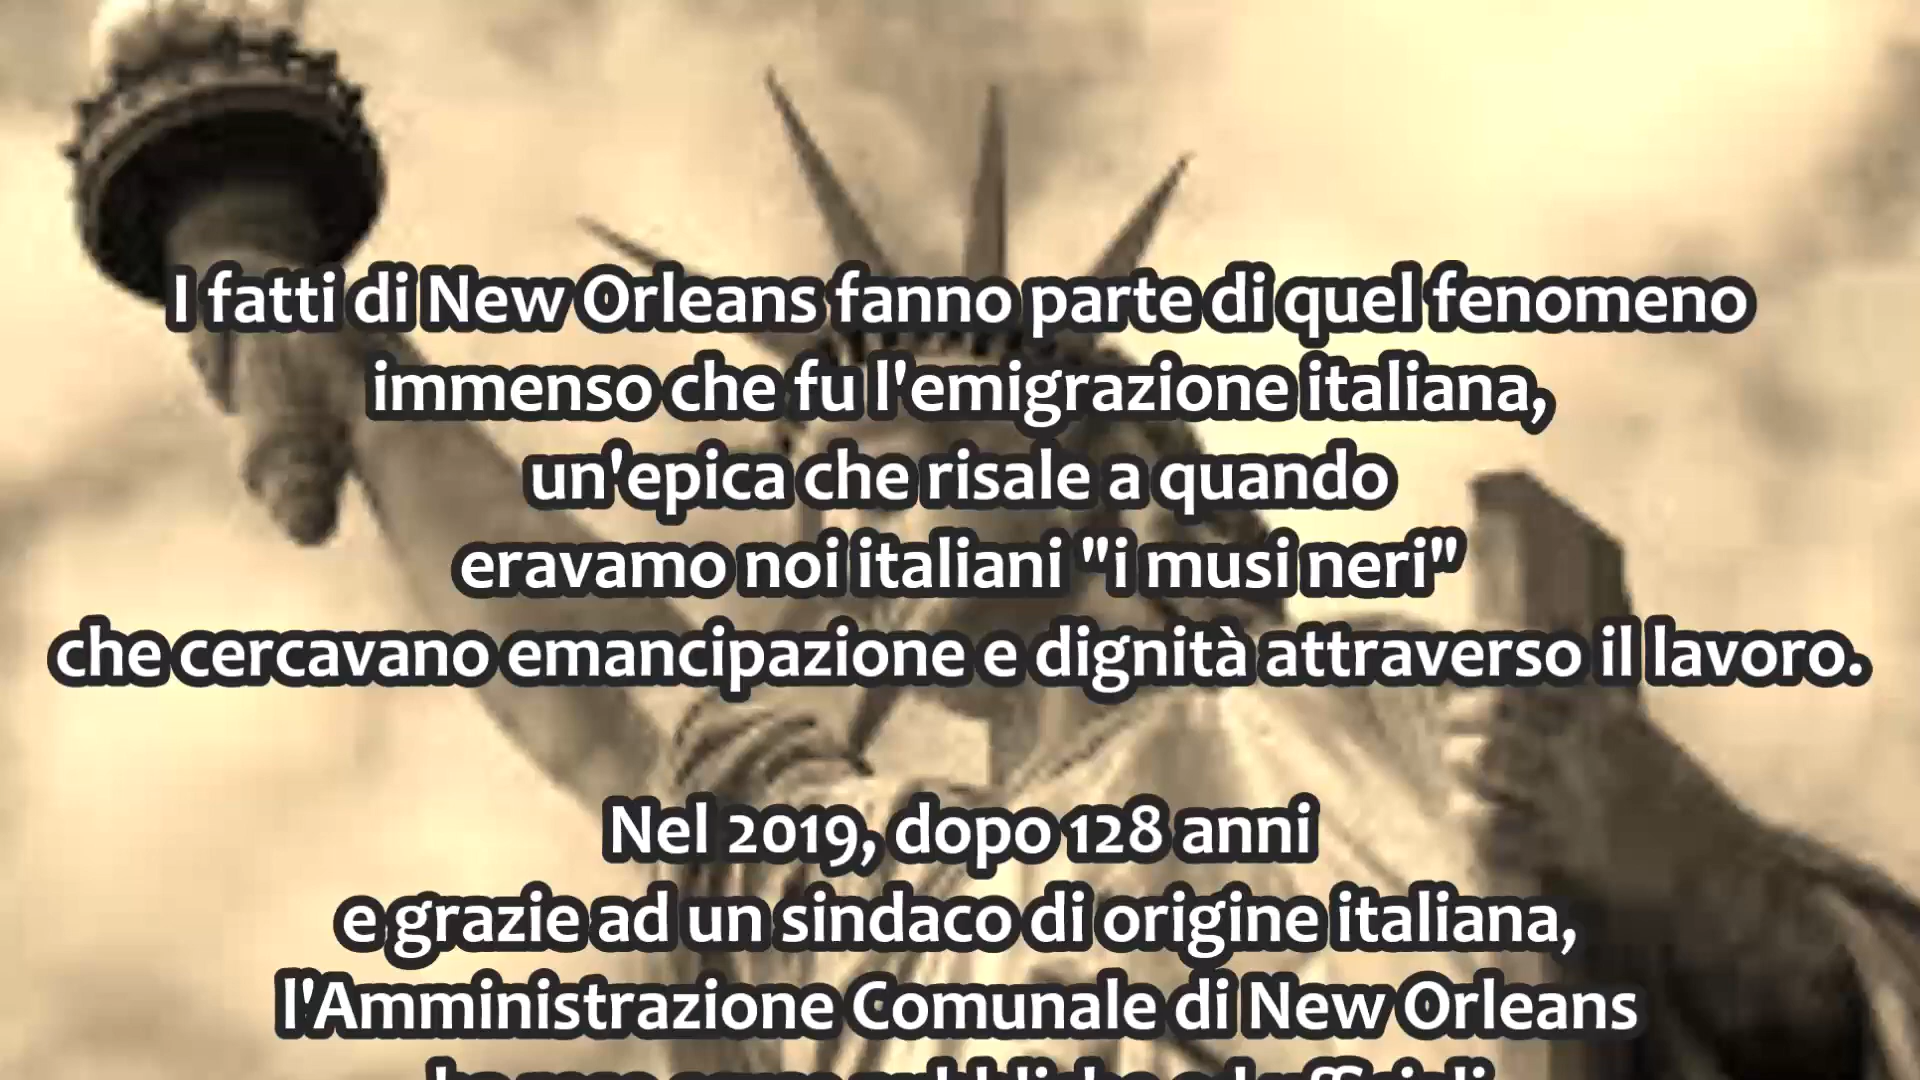 I fatti di New Orleans fanno parte di quel fenomeno
immenso che fu l'emigrazione italiana,
un'epica che risale a quando
eravamo noi italiani "i musi neri"
che cercavano emancipazione e dignità attraverso il lavoro.
Nel 2019, dopo 128 anni
e grazie ad un sindaco di origine italiana,
l'Amministrazione Comunale di New Orleans